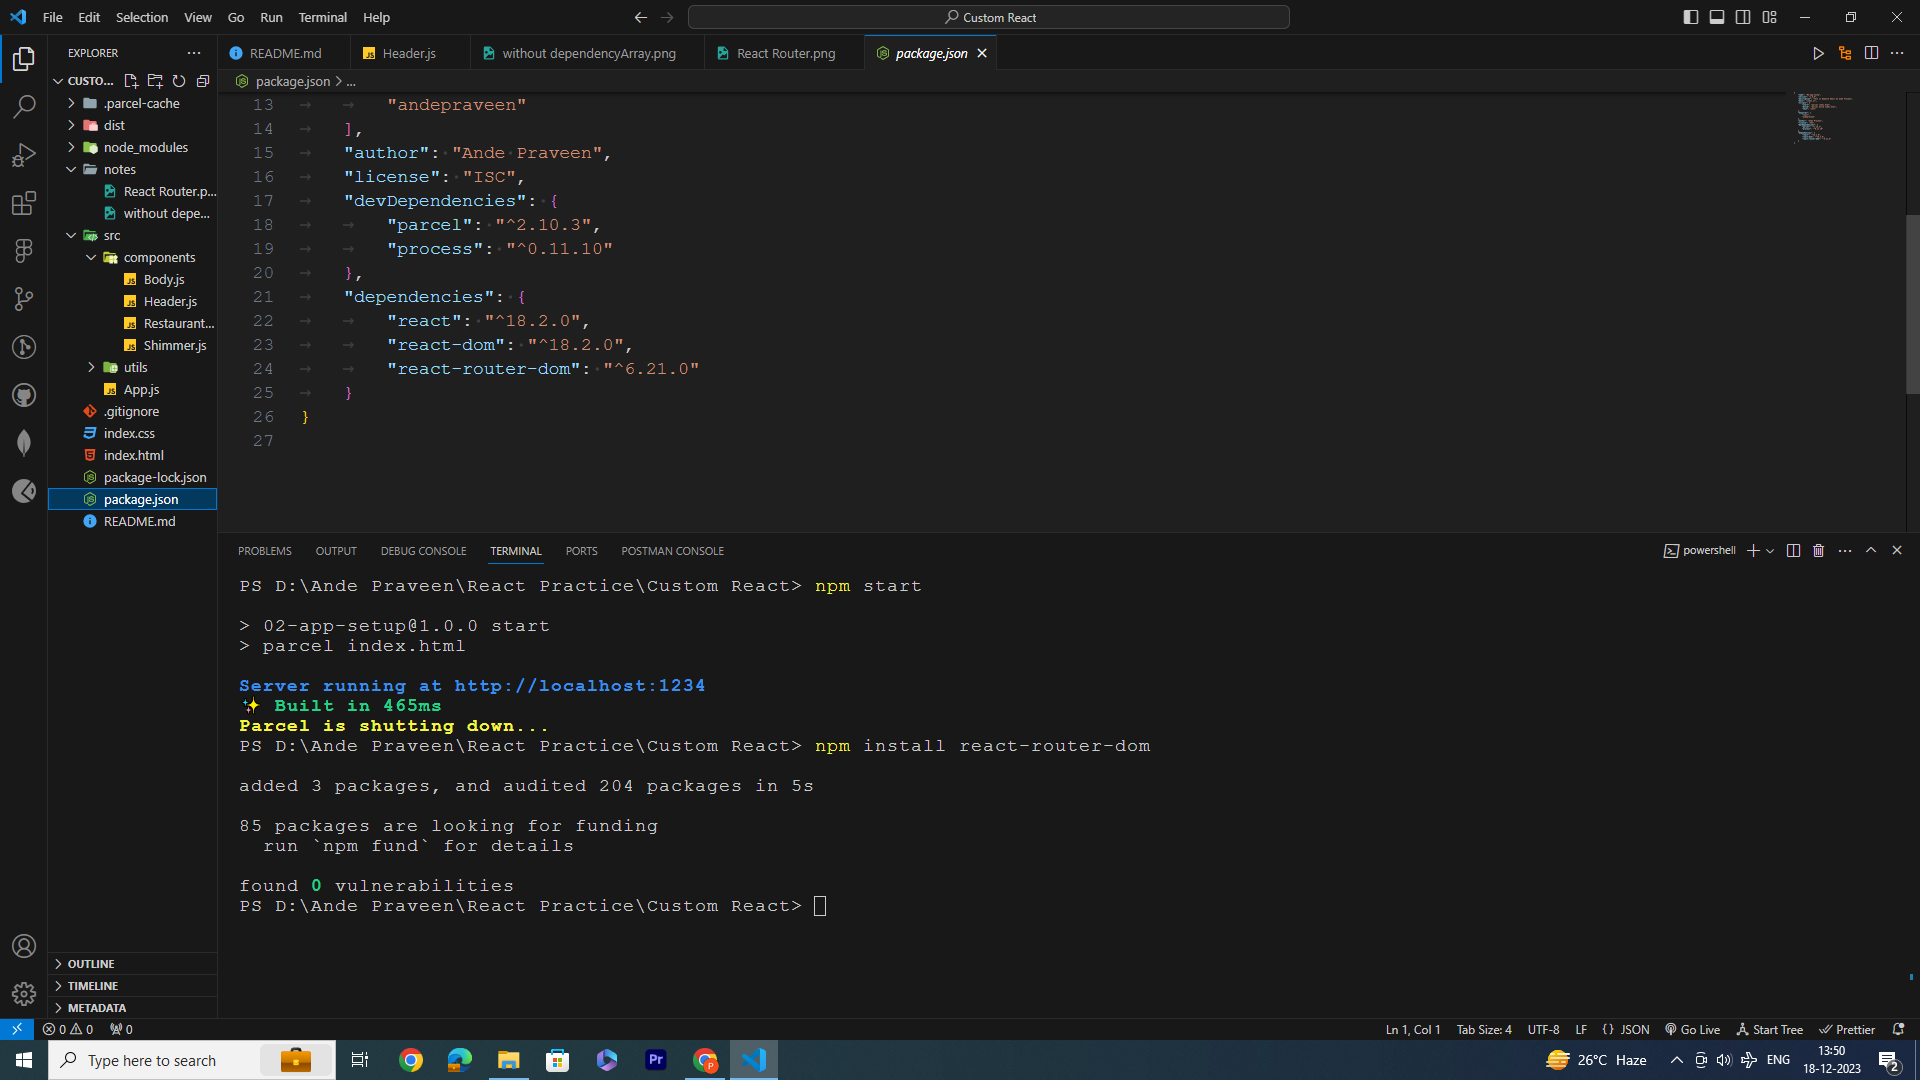 File Edit Selection View Go Run Terminal Help
Custom React
EXPLORER
README.md
Header.js
without dependencyArray.png
React Router.png
package.json
CUSTO...
package.json > ...
.parcel-cache
dist
node_modules
notes
React Router.p...
without depe...
src
components
Body.js
Header.js
Restaurant...
Shimmer.js
utils
App.js
.gitignore
index.css
index.html
package-lock.json
package.json
README.md
OUTLINE
TIMELINE
METADATA
13 "andepraveen"
14 ],
15 "author": "Ande Praveen",
16 "license": "ISC",
17 "devDependencies": {
18 "parcel": "^2.10.3",
19 "process": "^0.11.10"
20 },
21 "dependencies": {
22 "react": "^18.2.0",
23 "react-dom": "^18.2.0",
24 "react-router-dom": "^6.21.0"
25 }
26 }
27
PROBLEMS OUTPUT DEBUG CONSOLE TERMINAL PORTS POSTMAN CONSOLE
powershell
PS D:\Ande Praveen\React Practice\Custom React> npm start
> 02-app-setup@1.0.0 start
> parcel index.html
Server running at http://localhost:1234
✨ Built in 465ms
Parcel is shutting down...
PS D:\Ande Praveen\React Practice\Custom React> npm install react-router-dom
added 3 packages, and audited 204 packages in 5s
85 packages are looking for funding
run `npm fund` for details
found 0 vulnerabilities
PS D:\Ande Praveen\React Practice\Custom React>
0 0 0
Ln 1, Col 1 Tab Size: 4 UTF-8 LF {} JSON Go Live Start Tree Prettier
Type here to search
Pr
P
26°C Haze
ENG
13:50
18-12-2023
2